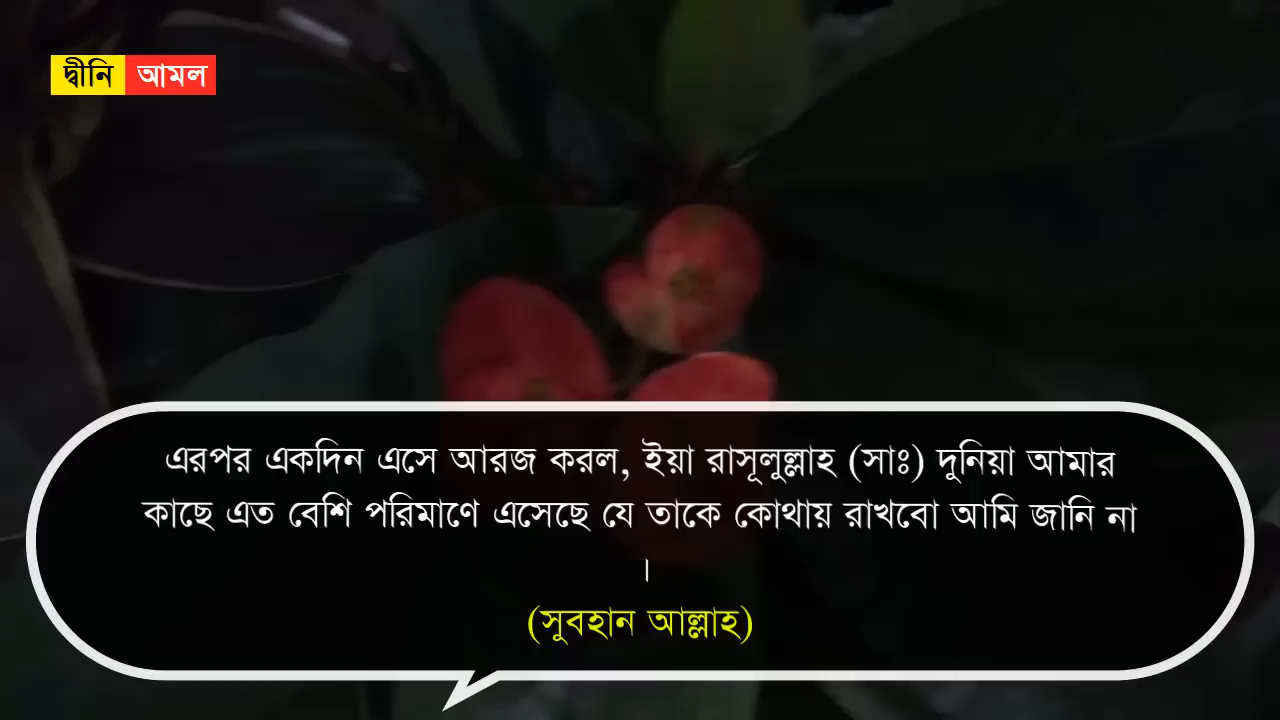 দ্বীনি আমল
এরপর একদিন এসে আরজ করল, ইয়া রাসূলুল্লাহ (সাঃ) দুনিয়া আমার
কাছে এত বেশি পরিমাণে এসেছে যে তাকে কোথায় রাখবো আমি জানি না
।
(সুবহান আল্লাহ)